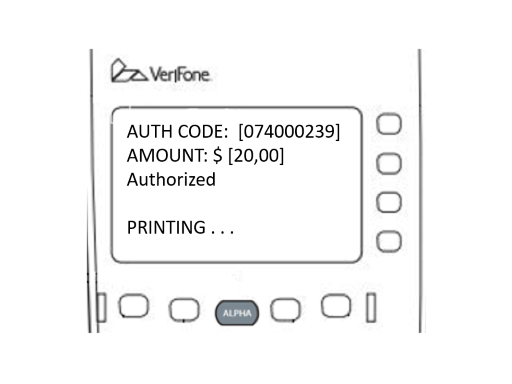 VeriFone
AUTH CODE: [074000239]
AMOUNT: $ [20,00]
Authorized
PRINTING . . .
ALPHA